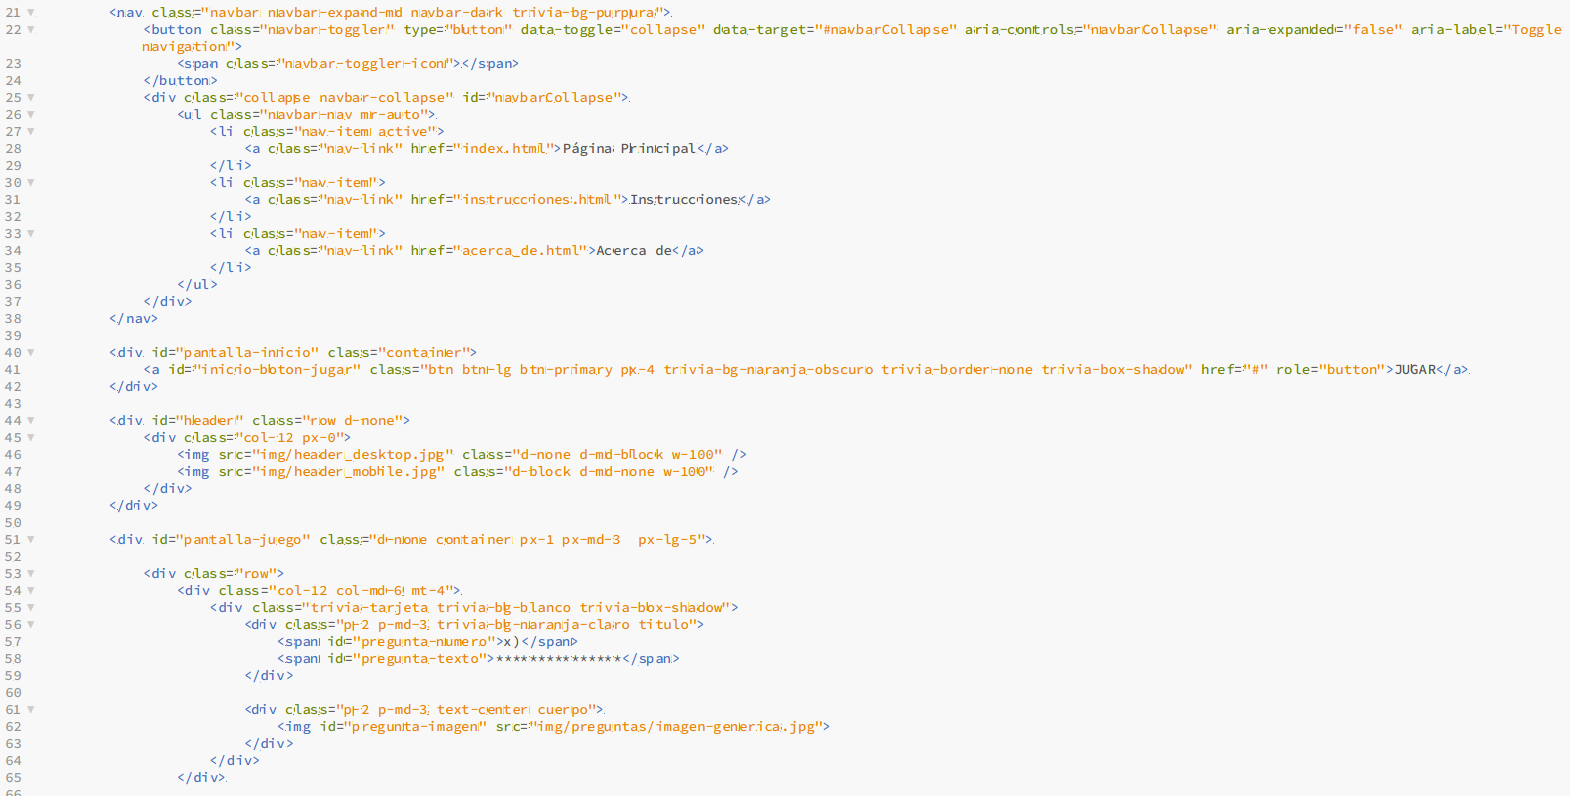 21 <nav class="navbar navbar-expand-md navbar-dark trivia-bg-purpura">
22 <button class="navbar-toggler" type="button" data-toggle="collapse" data-target="#navbarCollapse" aria-controls="navbarCollapse" aria-expanded="false" aria-label="Toggle
navigation">
23 <span class="navbar-toggler-icon"></span>
24 </button>
25 <div class="collapse navbar-collapse" id="navbarCollapse">
26 <ul class="navbar-nav mr-auto">
27 <li class="nav-item active">
28 <a class="nav-link" href="index.html">Página Principal</a>
29 </li>
30 <li class="nav-item">
31 <a class="nav-link" href="instrucciones.html">Instrucciones</a>
32 </li>
33 <li class="nav-item">
34 <a class="nav-link" href="acerca_de.html">Acerca de</a>
35 </li>
36 </ul>
37 </div>
38 </nav>
39
40 <div id="pantalla-inicio" class="container">
41 <a id="inicio-boton-jugar" class="btn btn-lg btn-primary px-4 trivia-bg-naranja-obscuro trivia-border-none trivia-box-shadow" href="#" role="button">JUGAR</a>
42 </div>
43
44 <div id="header" class="row d-none">
45 <div class="col-12 px-0">
46 <img src="img/header_desktop.jpg" class="d-none d-md-block w-100" />
47 <img src="img/header_mobile.jpg" class="d-block d-md-none w-100" />
48 </div>
49 </div>
50
51 <div id="pantalla-juego" class="d-none container px-1 px-md-3  px-lg-5">
52
53 <div class="row">
54 <div class="col-12 col-md-6 mt-4">
55 <div class="trivia-tarjeta trivia-bg-blanco trivia-box-shadow">
56 <div class="p-2 p-md-3 trivia-bg-naranja-claro titulo">
57 <span id="pregunta-numero">x)</span>
58 <span id="pregunta-texto">***************</span>
59 </div>
60
61 <div class="p-2 p-md-3 text-center cuerpo">
62 <img id="pregunta-imagen" src="img/preguntas/imagen-generica.jpg">
63 </div>
64 </div>
65 </div>
66